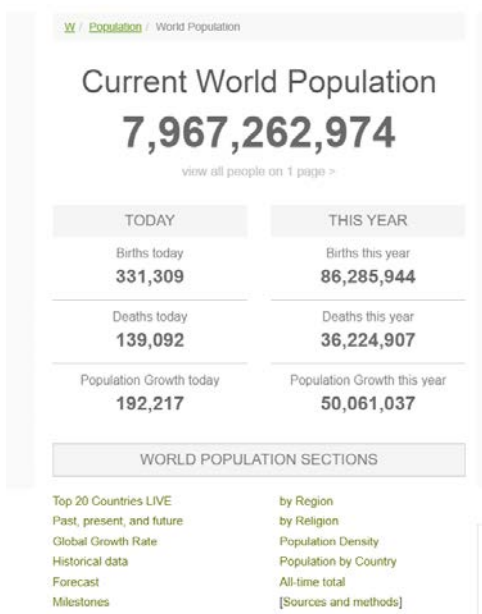 W / Population / World Population
Current World Population
7,967,262,974
view all people on 1 page >
TODAY
Births today
331,309
Deaths today
139,092
Population Growth today
192,217
THIS YEAR
Births this year
86,285,944
Deaths this year
36,224,907
Population Growth this year
50,061,037
WORLD POPULATION SECTIONS
Top 20 Countries LIVE
Past, present, and future
Global Growth Rate
Historical data
Forecast
Milestones
by Region
by Religion
Population Density
Population by Country
All-time total
[Sources and methods]